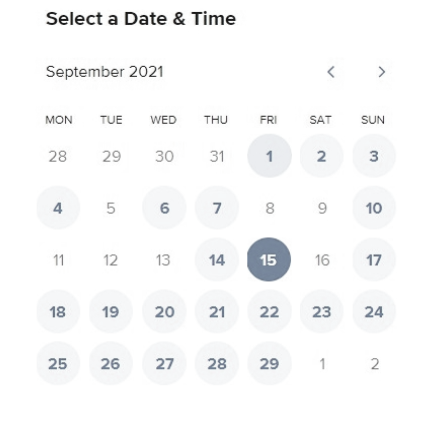 Select a Date & Time
September 2021
MON TUE WED THU FRI SAT SUN
28 29 30 31 1 2 3
4 5 6 7 8 9 10
11 12 13 14 15 16 17
18 19 20 21 22 23 24
25 26 27 28 29 1 2